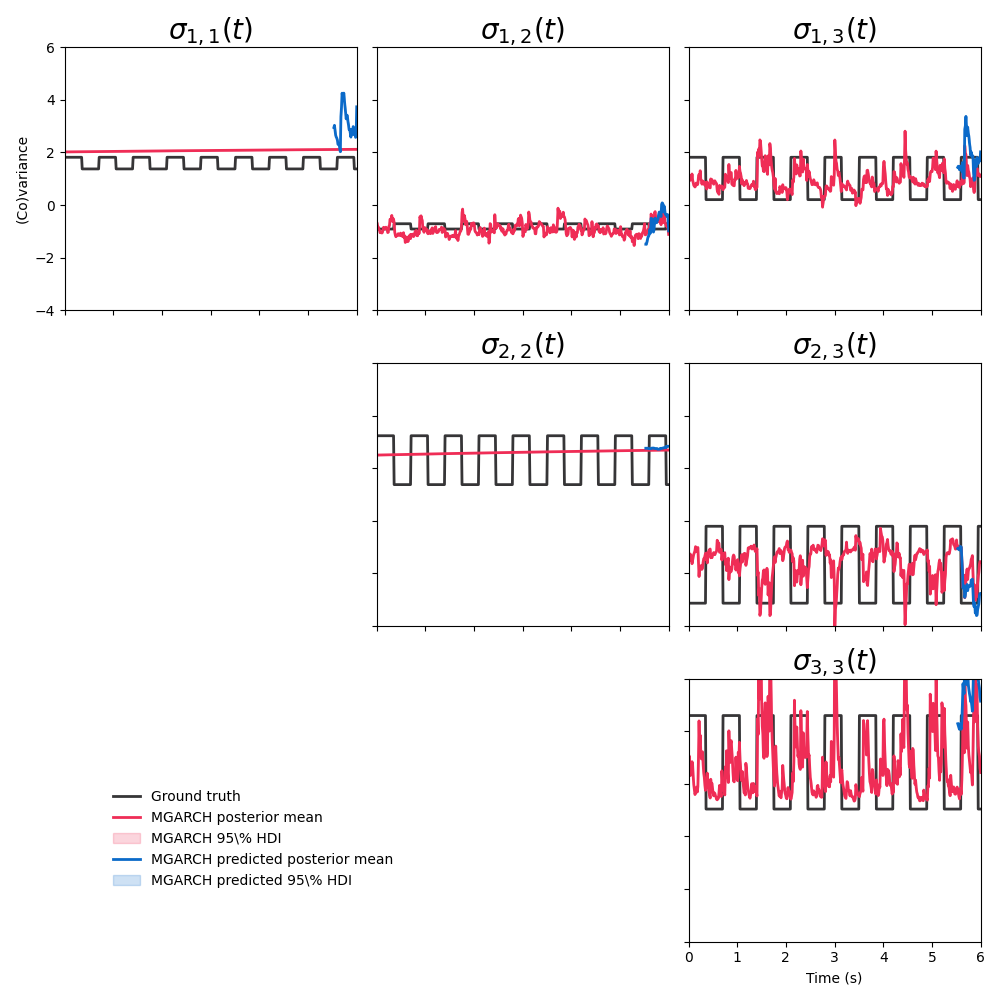 σ1,1(t)
σ1,2(t)
σ1,3(t)
6
4
2
0
−2
−4
(Co)variance
σ2,2(t)
σ2,3(t)
σ3,3(t)
Ground truth
MGARCH posterior mean
MGARCH 95\% HDI
MGARCH predicted posterior mean
MGARCH predicted 95\% HDI
0 1 2 3 4 5 6
Time (s)